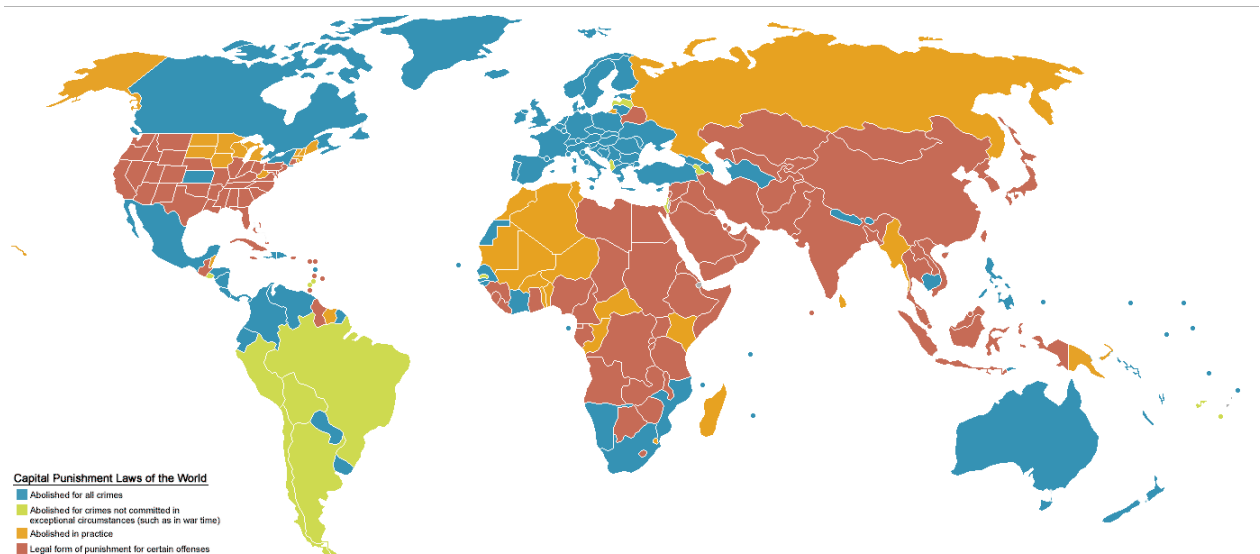 Capital Punishment Laws of the World
Abolished for all crimes
Abolished for crimes not committed in
exceptional circumstances (such as in war time)
Abolished in practice
Legal form of punishment for certain offenses